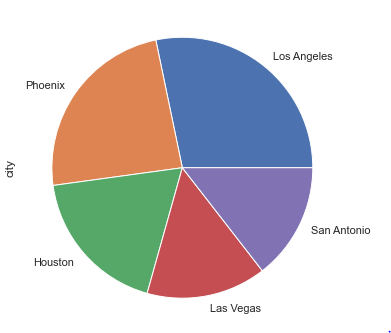 Los Angeles
Phoenix
city
San Antonio
Houston
Las Vegas